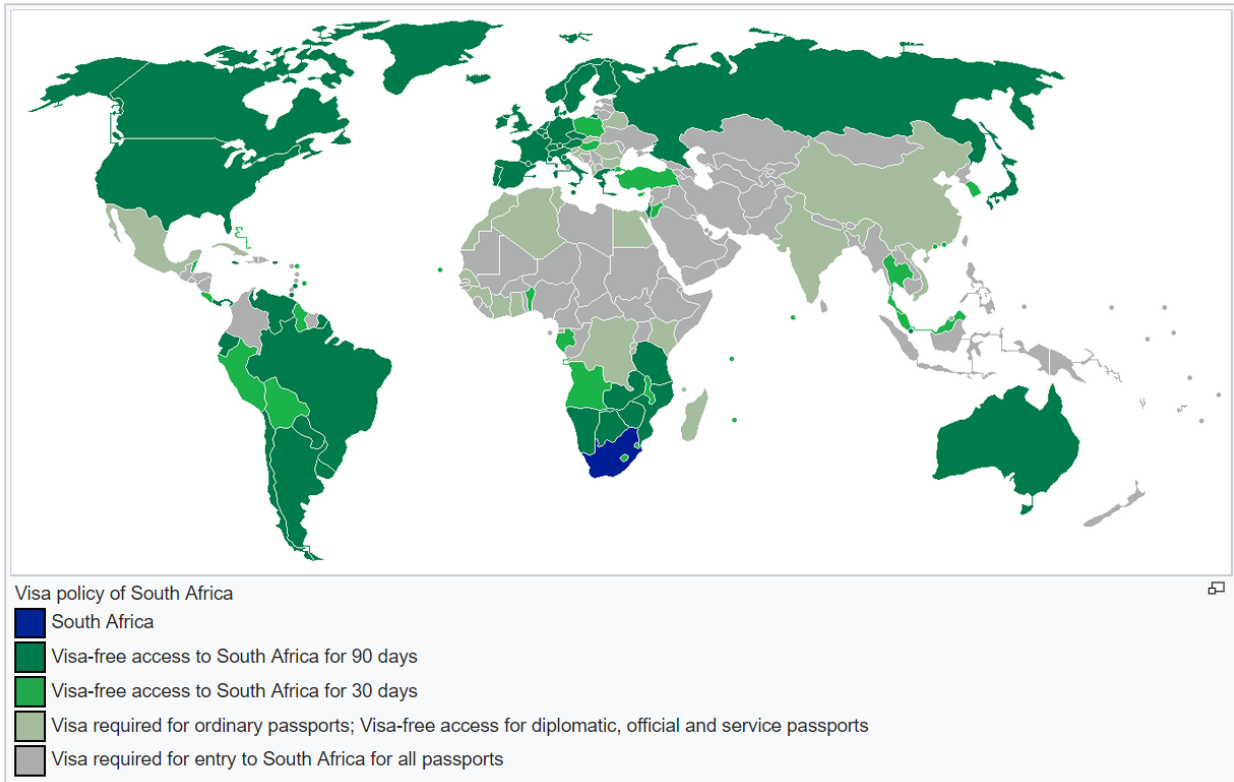 Visa policy of South Africa
South Africa
Visa-free access to South Africa for 90 days
Visa-free access to South Africa for 30 days
Visa required for ordinary passports; Visa-free access for diplomatic, official and service passports
Visa required for entry to South Africa for all passports